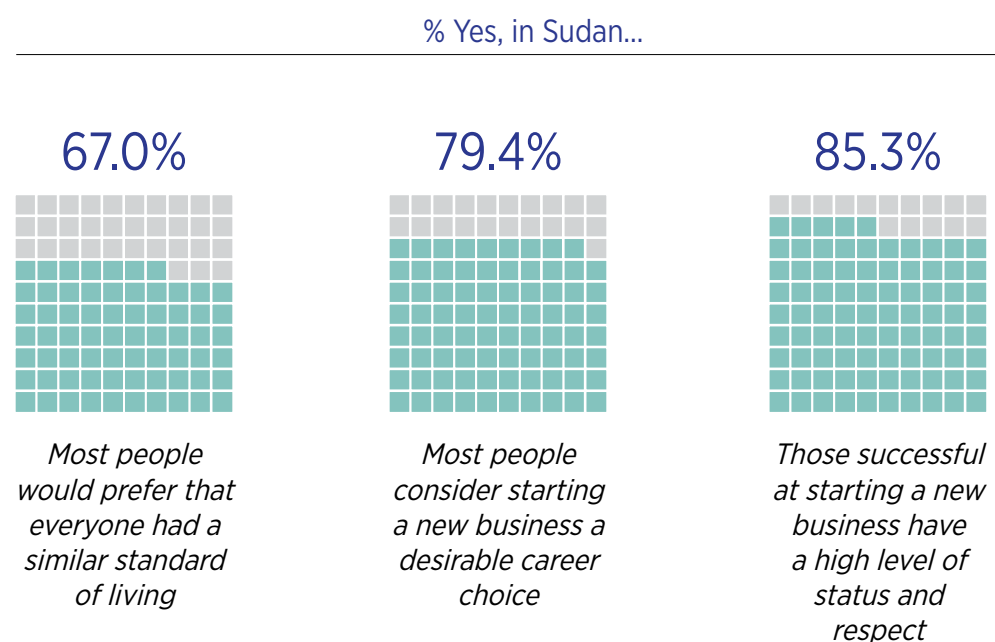 % Yes, in Sudan...
67.0%
79.4%
85.3%
Most people
would prefer that
everyone had a
similar standard
of living
Most people
consider starting
a new business a
desirable career
choice
Those successful
at starting a new
business have
a high level of
status and
respect